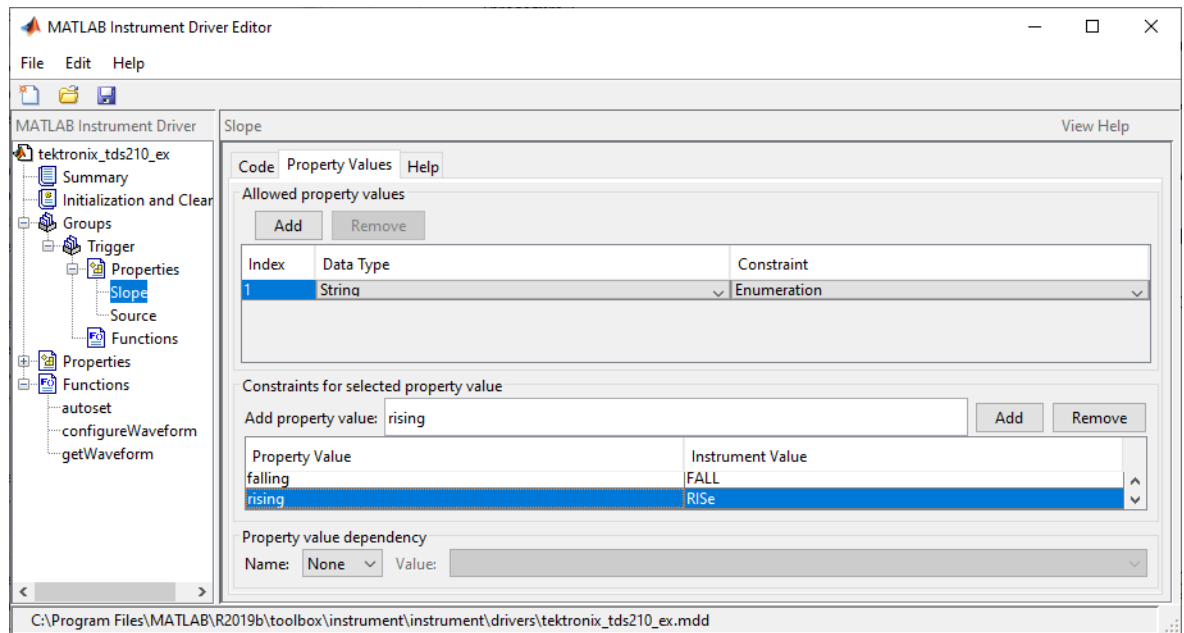 MATLAB Instrument Driver Editor
File Edit Help
MATLAB Instrument Driver
Slope
View Help
tektronix_tds210_ex
Summary
Initialization and Clear
Groups
Trigger
Properties
Slope
Source
Functions
Properties
Functions
autoset
configureWaveform
getWaveform
Code Property Values Help
Allowed property values
Add Remove
Index Data Type Constraint
1 String Enumeration
Constraints for selected property value
Add property value: rising Add Remove
Property Value Instrument Value
falling FALL
rising RISe
Property value dependency
Name: None Value:
C:\Program Files\MATLAB\R2019b\toolbox\instrument\instrument\drivers\tektronix_tds210_ex.mdd